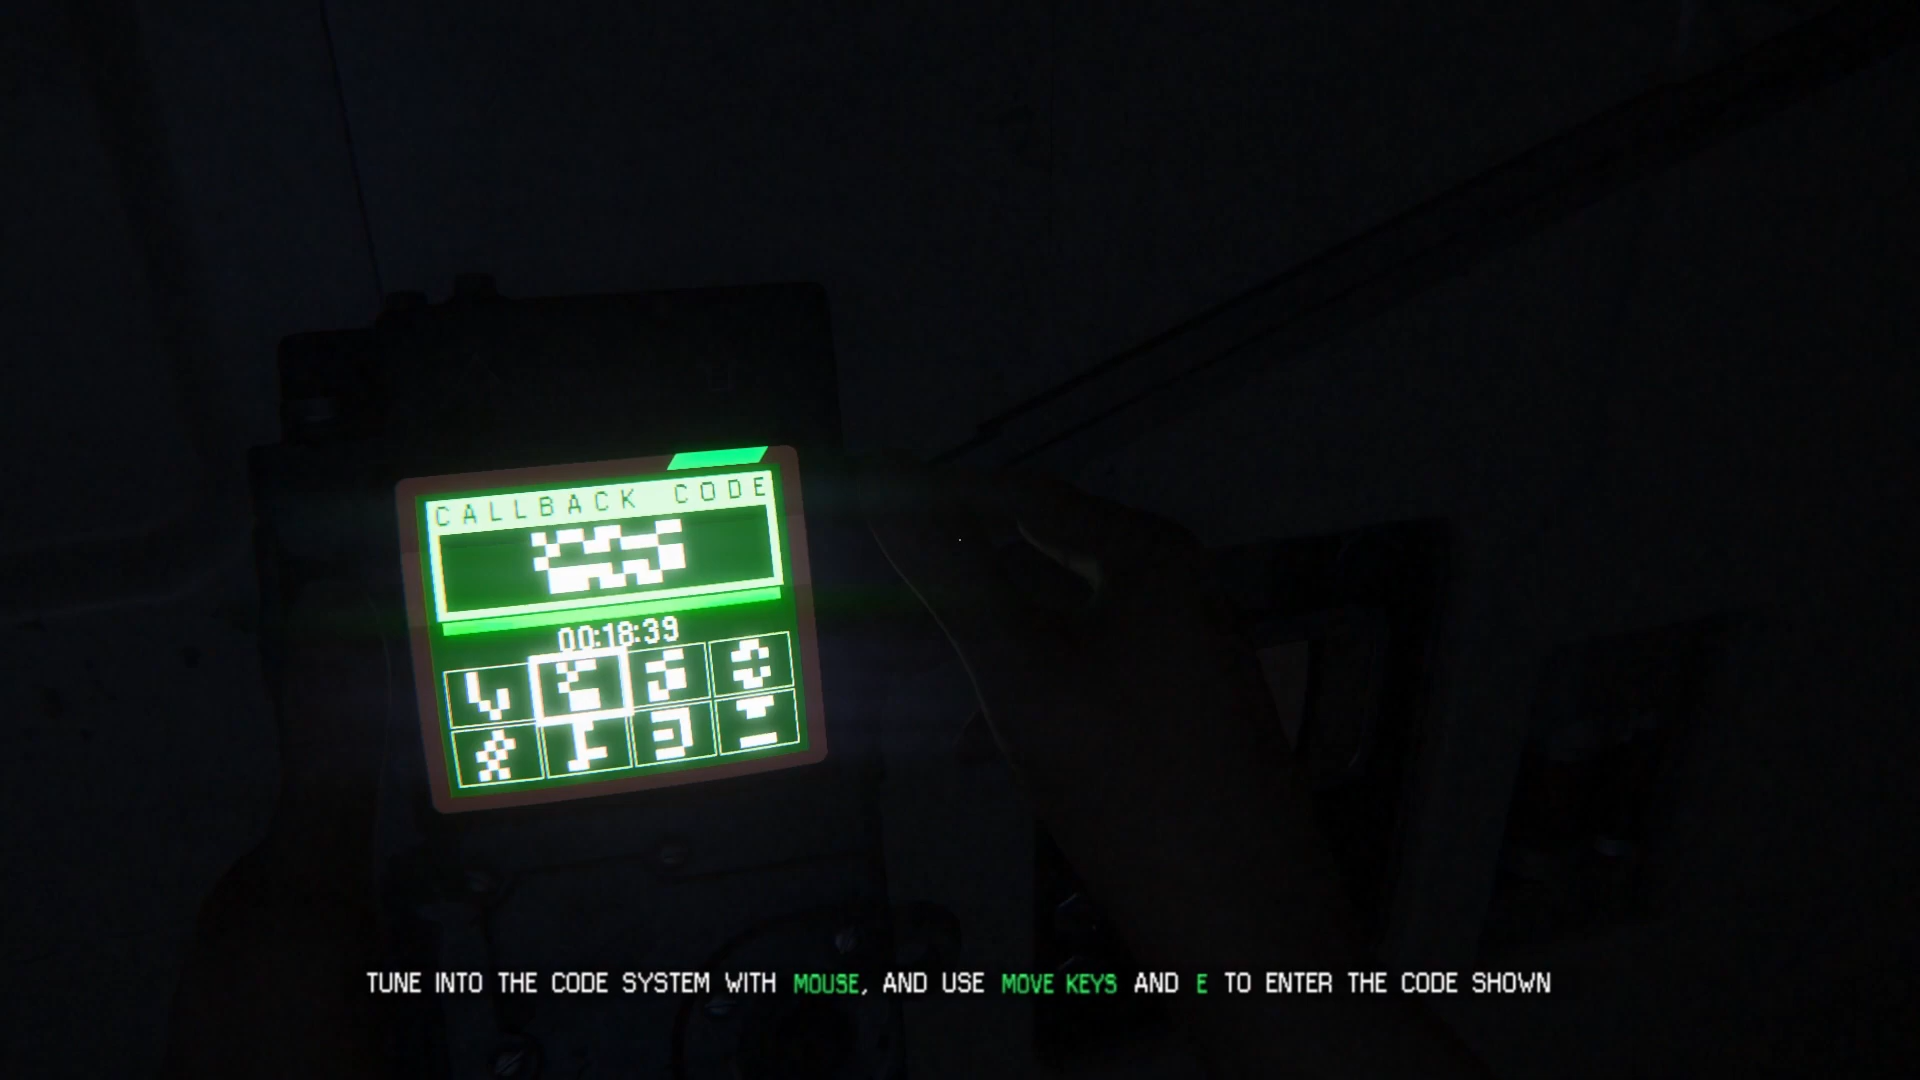 CALLBACK CODE
00:18:39
TUNE INTO THE CODE SYSTEM WITH MOUSE, AND USE MOVE KEYS AND E TO ENTER THE CODE SHOWN